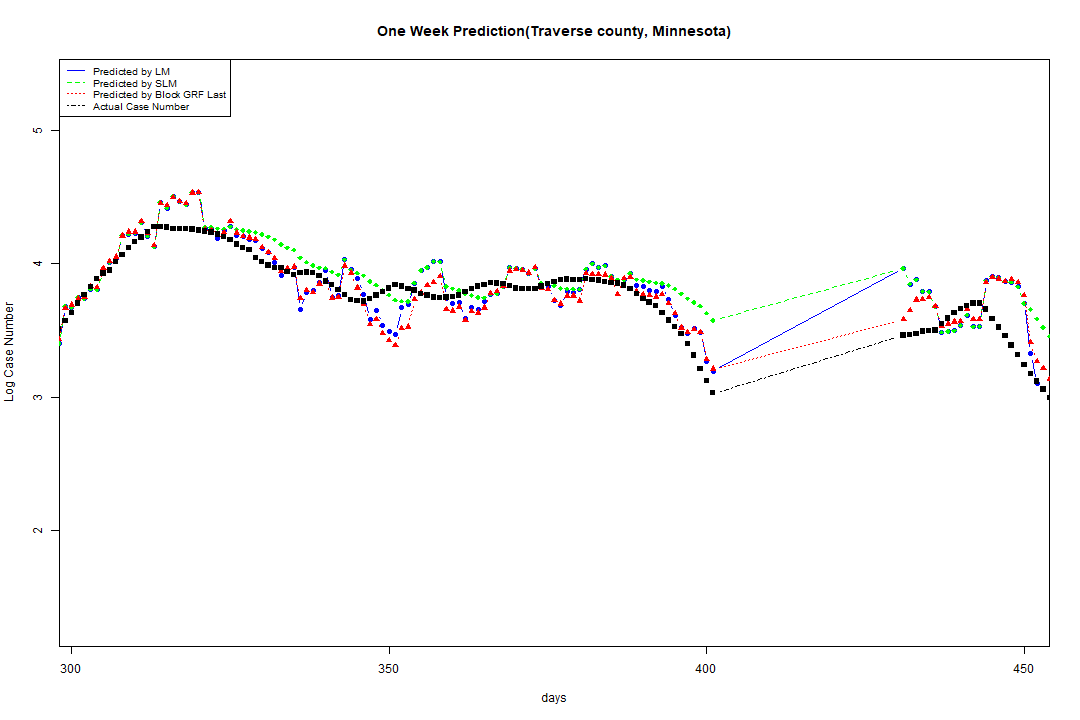 One Week Prediction(Traverse county, Minnesota)
Predicted by LM
Predicted by SLM
Predicted by Block GRF Last
Actual Case Number
5
4
3
2
Log Case Number
300 350 400 450
days